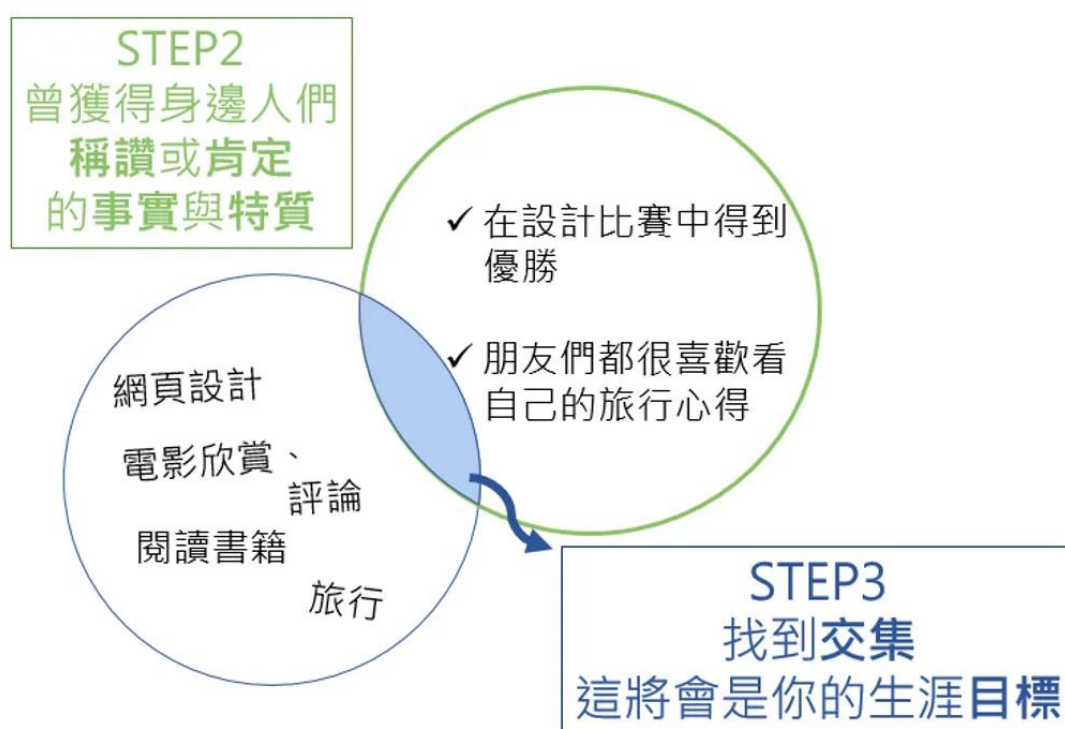 STEP2
曾獲得身邊人們
稱讚或肯定
的事實與特質
✓ 在設計比賽中得到
優勝
✓ 朋友們都很喜歡看
自己的旅行心得
網頁設計
電影欣賞、
評論
閱讀書籍
旅行
STEP3
找到交集
這將會是你的生涯目標